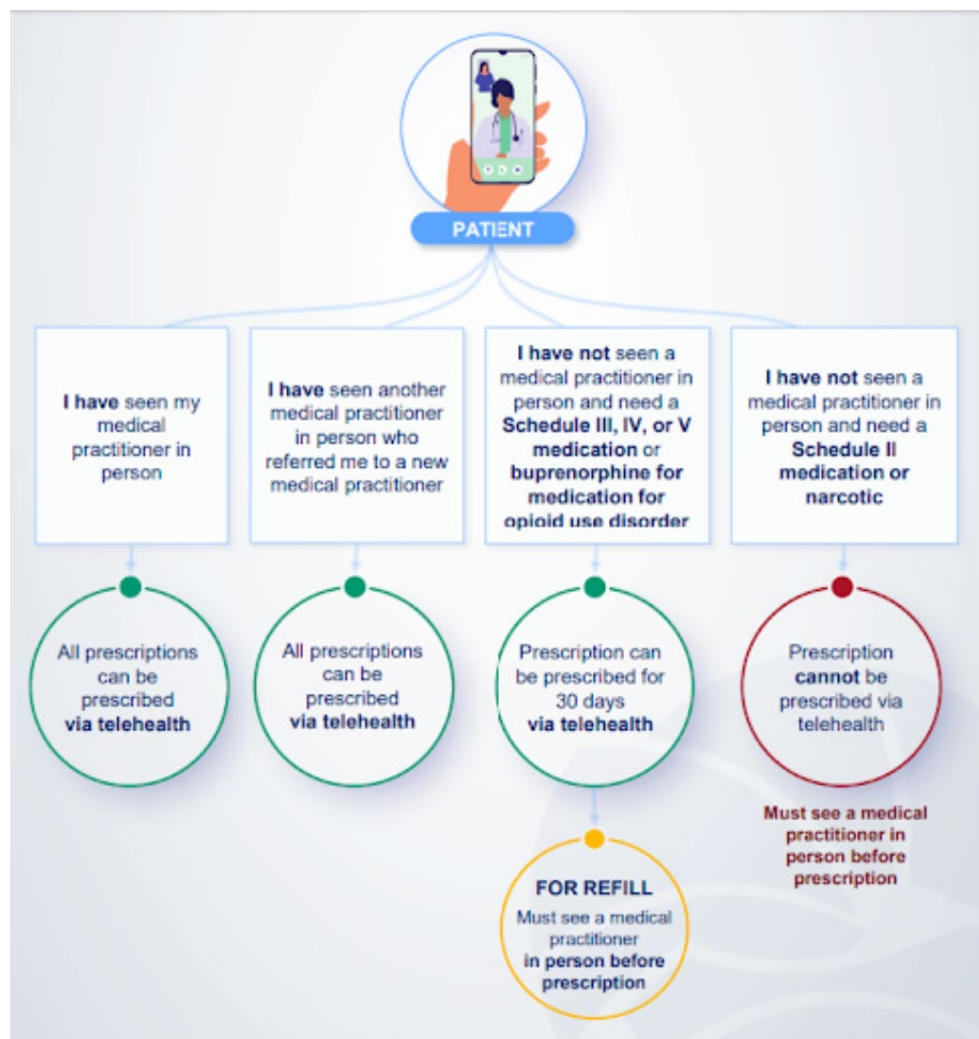 PATIENT
I have seen my
medical
practitioner in
person
I have seen another
medical practitioner
in person who
referred me to a new
medical practitioner
I have not seen a
medical practitioner in
person and need a
Schedule III, IV, or V
medication or
buprenorphine for
medication for
opioid use disorder
I have not seen a
medical practitioner in
person and need a
Schedule II
medication or
narcotic
All prescriptions
can be
prescribed
via telehealth
All prescriptions
can be
prescribed
via telehealth
Prescription can
be prescribed for
30 days
via telehealth
Prescription
cannot be
prescribed via
telehealth
Must see a medical
practitioner in
person before
prescription
FOR REFILL
Must see a medical
practitioner
in person before
prescription